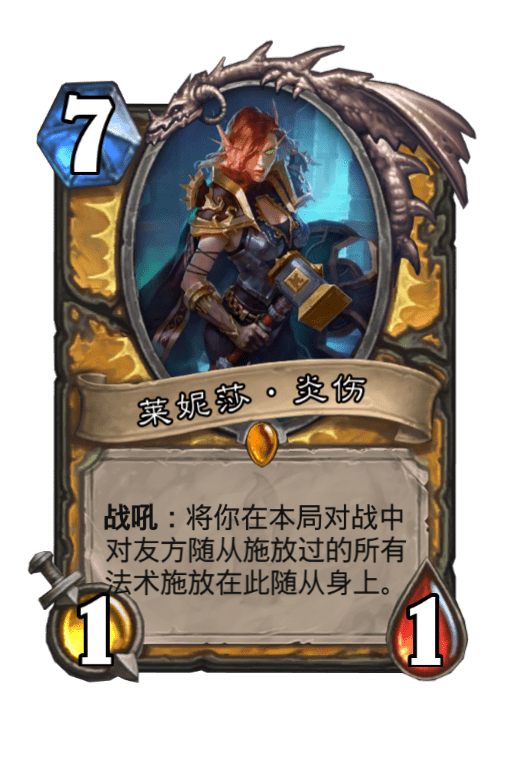 7
莱妮莎·炎伤
战吼：将你在本局对战中
对友方随从施放过的所有
法术施放在此随从身上。
1
1